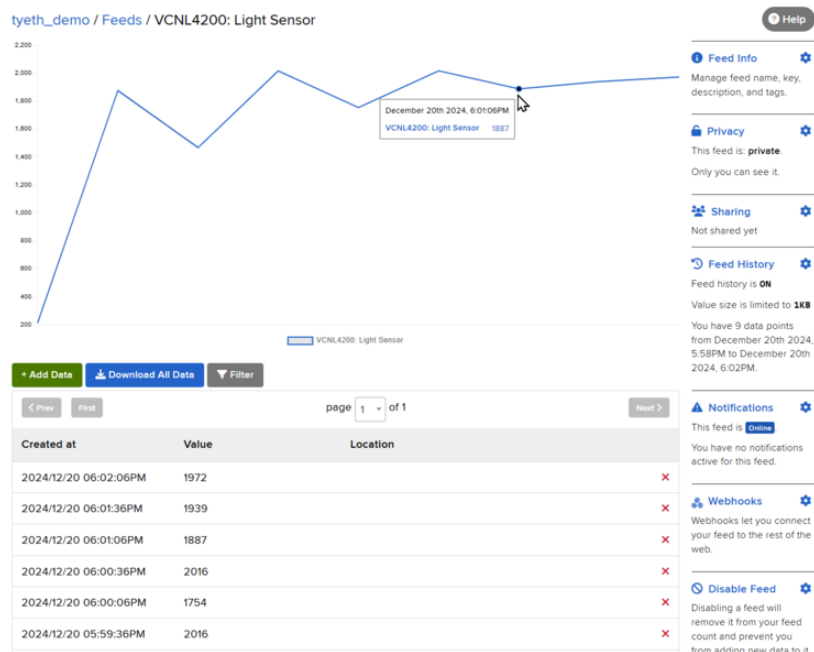 tyeth_demo / Feeds / VCNL4200: Light Sensor
Help
2,200
2,000
1,800
1,600
1,400
1,200
1,000
800
600
400
200
December 20th 2024, 6:01:06PM
VCNL4200: Light Sensor 1887
VCNL4200: Light Sensor
+ Add Data
Download All Data
Filter
Prev
First
page 1 of 1
Next
Created at Value Location
2024/12/20 06:02:06PM 1972
2024/12/20 06:01:36PM 1939
2024/12/20 06:01:06PM 1887
2024/12/20 06:00:36PM 2016
2024/12/20 06:00:06PM 1754
2024/12/20 05:59:36PM 2016
Feed Info
Manage feed name, key,
description, and tags.
Privacy
This feed is: private.
Only you can see it.
Sharing
Not shared yet
Feed History
Feed history is ON
Value size is limited to 1KB
You have 9 data points
from December 20th 2024,
5:58PM to December 20th
2024, 6:02PM.
Notifications
This feed is Online
You have no notifications
active for this feed.
Webhooks
Webhooks let you connect
your feed to the rest of the
web.
Disable Feed
Disabling a feed will
remove it from your feed
count and prevent you
from adding new data to it